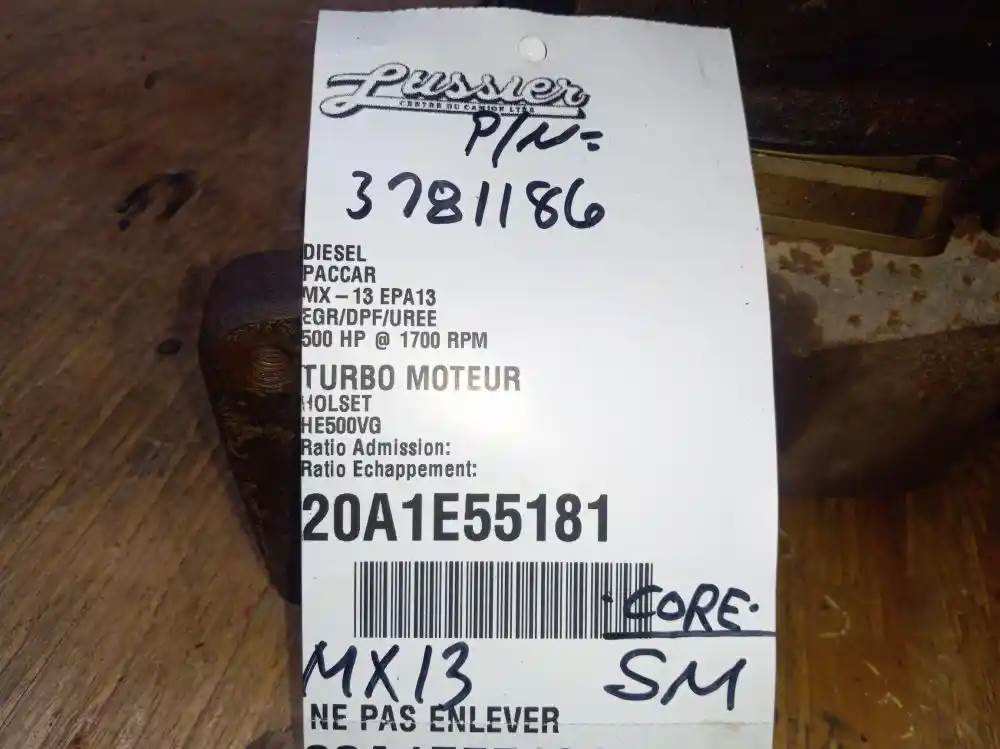 Lussier
CENTRE DU CAMION LTÉE
P/N=
3781186
DIESEL
PACCAR
MX – 13 EPA13
EGR/DPF/UREE
500 HP @ 1700 RPM
TURBO MOTEUR
HOLSET
HE500VG
Ratio Admission:
Ratio Echappement:
20A1E55181
·CORE·
MX13 SM
NE PAS ENLEVER